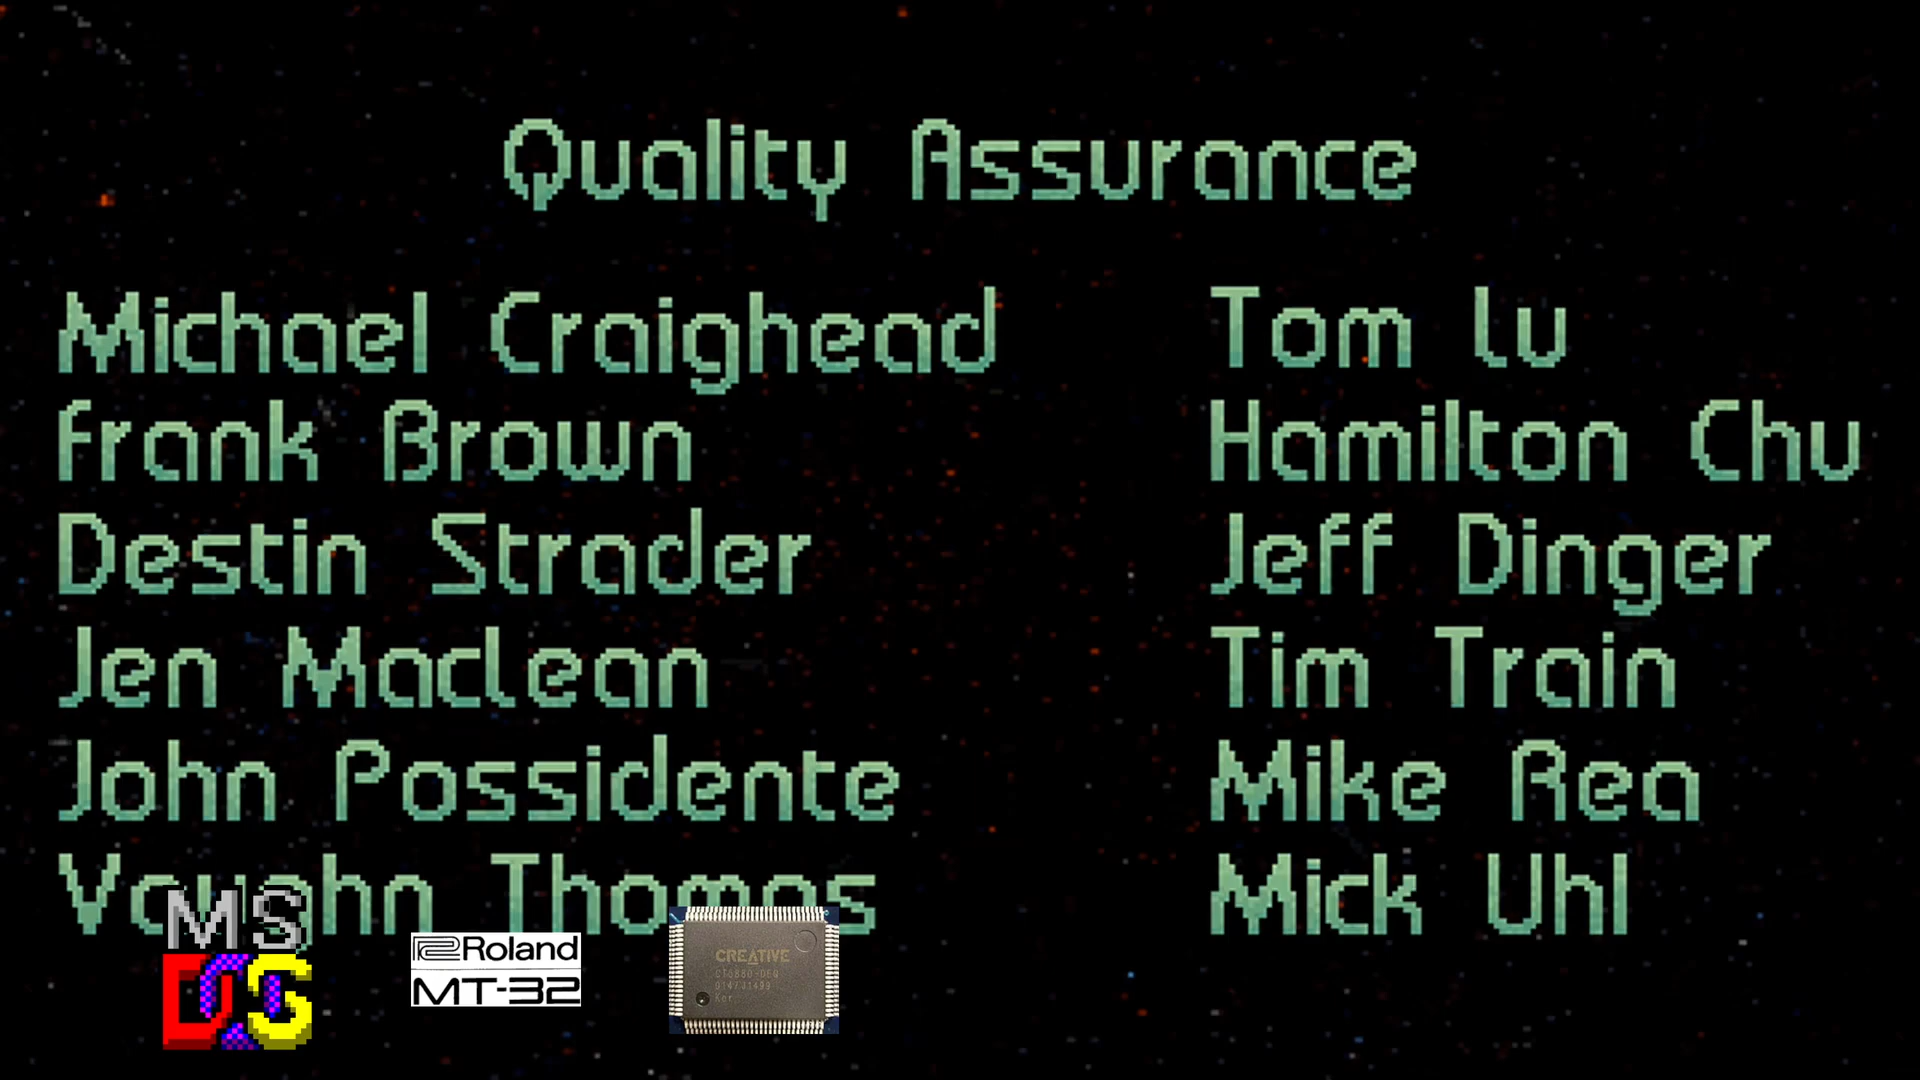 Quality Assurance
Michael Craighead
Frank Brown
Destin Strader
Jen MacLean
John Possidente
Vaughn Thomas
Tom Lu
Hamilton Chu
Jeff Dinger
Tim Train
Mike Rea
Mick Uhl
MS
DOS
Roland
MT-32
CREATIVE